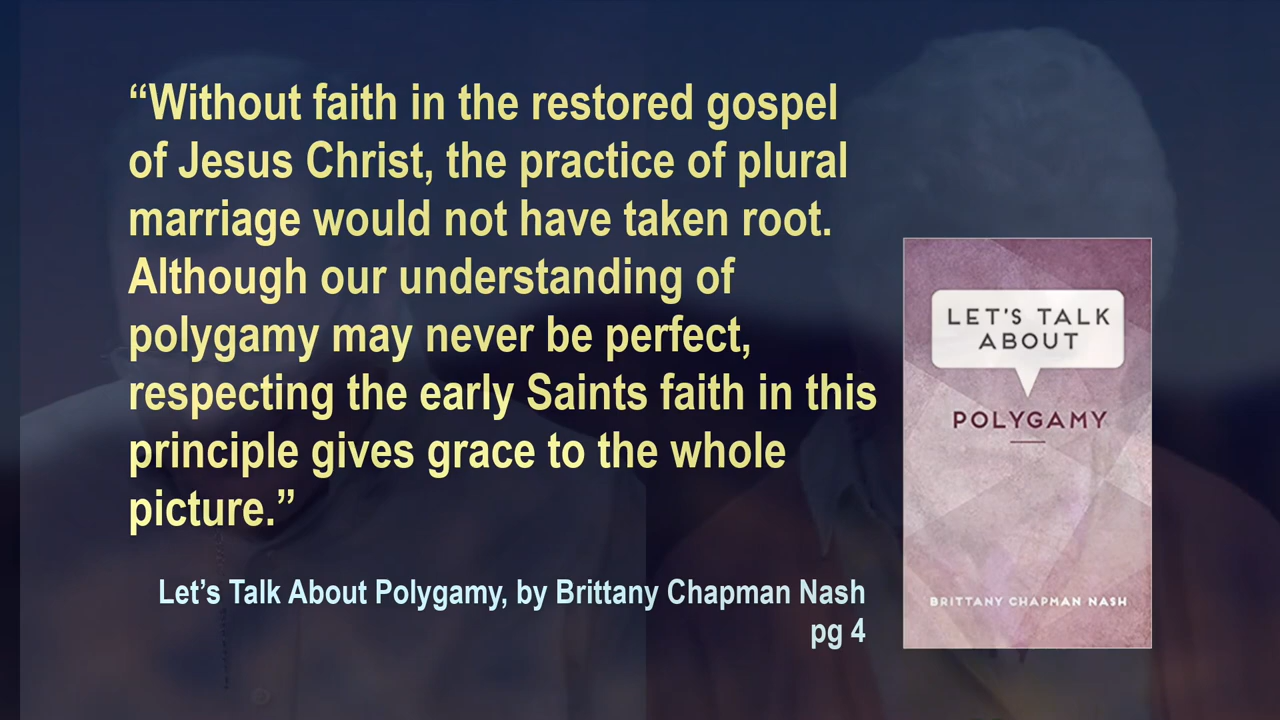 “Without faith in the restored gospel
of Jesus Christ, the practice of plural
marriage would not have taken root.
Although our understanding of
polygamy may never be perfect,
respecting the early Saints faith in this
principle gives grace to the whole
picture.”
Let’s Talk About Polygamy, by Brittany Chapman Nash
pg 4
LET’S TALK
ABOUT
POLYGAMY
BRITTANY CHAPMAN NASH